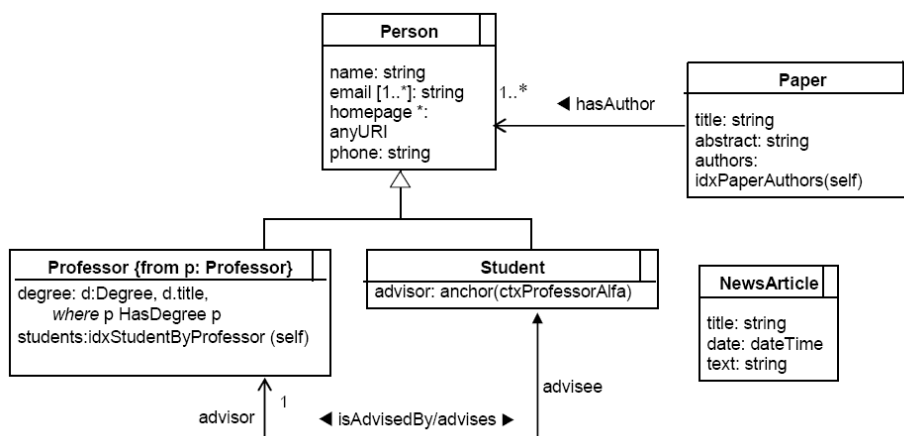 Person
name: string
email [1..*]: string
homepage *:
anyURI
phone: string
1..*
◄ hasAuthor
Paper
title: string
abstract: string
authors:
idxPaperAuthors(self)
Professor {from p: Professor}
degree: d:Degree, d.title,
where p HasDegree p
students:idxStudentByProfessor (self)
Student
advisor: anchor(ctxProfessorAlfa)
NewsArticle
title: string
date: dateTime
text: string
advisor
1
◄ isAdvisedBy/advises ►
advisee